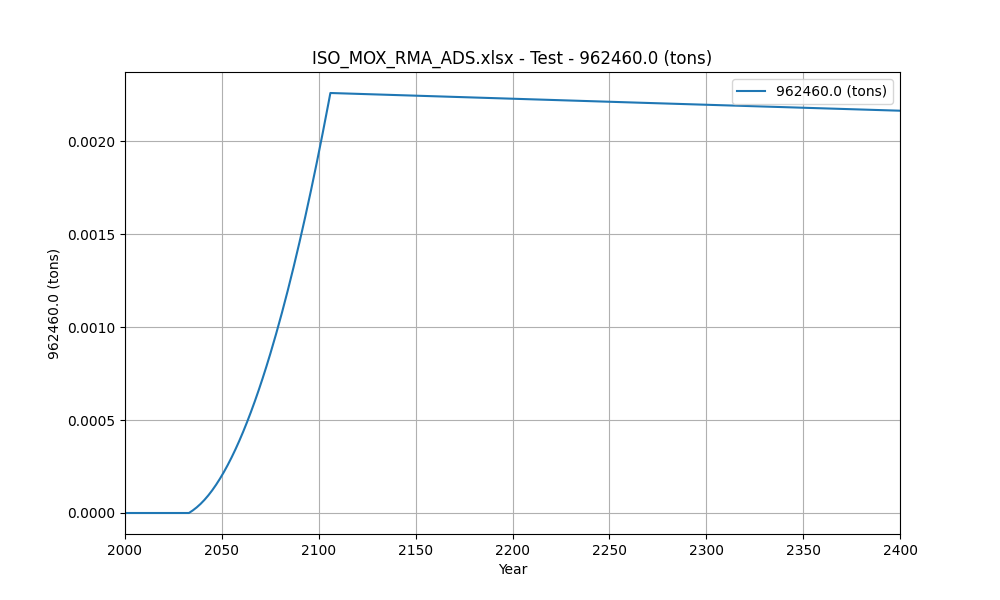 ISO_MOX_RMA_ADS.xlsx - Test - 962460.0 (tons)
962460.0 (tons)
962460.0 (tons)
0.0020
0.0015
0.0010
0.0005
0.0000
2000 2050 2100 2150 2200 2250 2300 2350 2400
Year